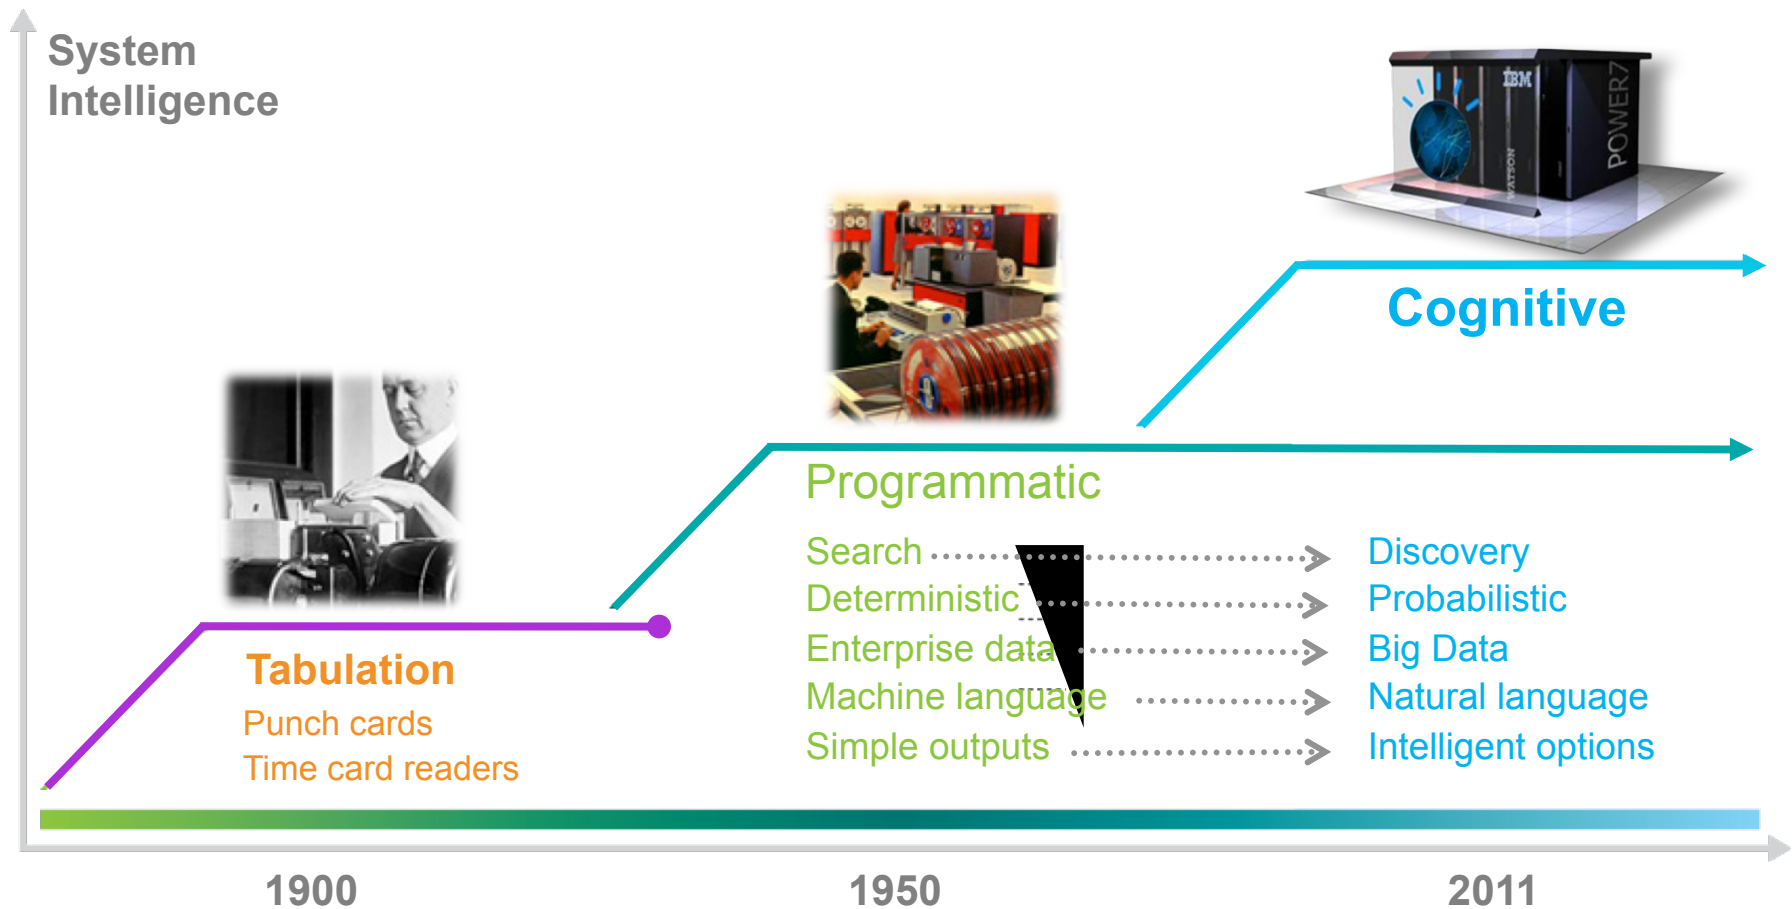 System
Intelligence
IBM
POWER7
WATSON
Cognitive
Programmatic
Search
Discovery
Deterministic
Probabilistic
Enterprise data
Big Data
Tabulation
Machine language
Natural language
Punch cards
Simple outputs
Intelligent options
Time card readers
1900
1950
2011